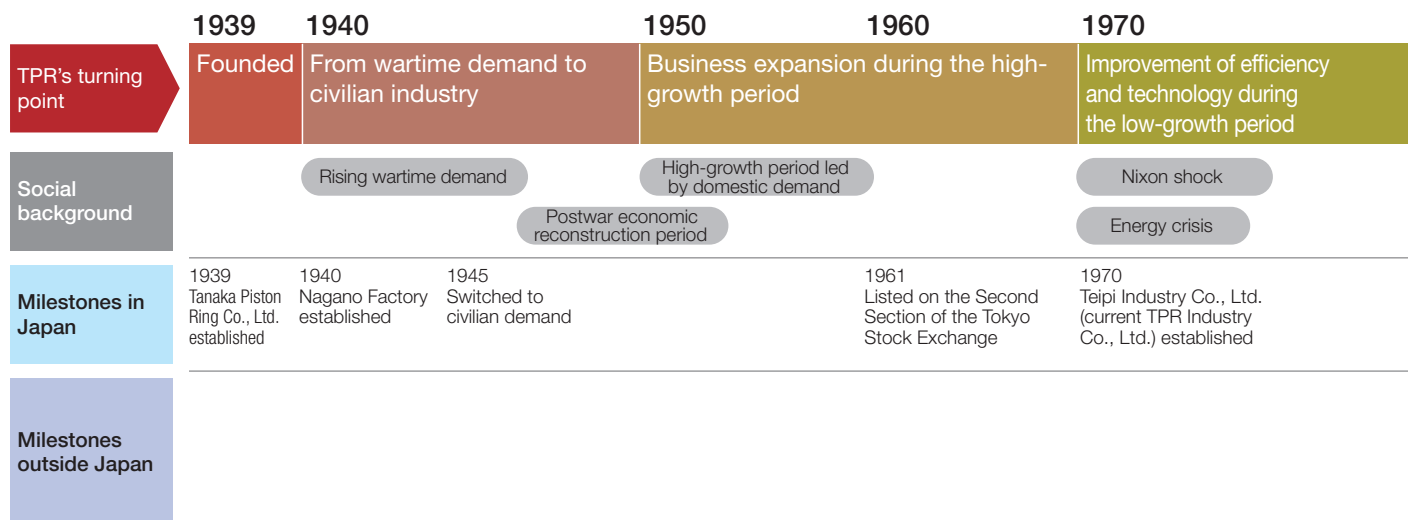 1939
1940
1950
1960
1970
TPR's turning
point
Founded
From wartime demand to
civilian industry
Business expansion during the high-
growth period
Improvement of efficiency
and technology during
the low-growth period
Social
background
Rising wartime demand
Postwar economic
reconstruction period
High-growth period led
by domestic demand
Nixon shock
Energy crisis
Milestones in
Japan
1939
Tanaka Piston
Ring Co., Ltd.
established
1940
Nagano Factory
established
1945
Switched to
civilian demand
1961
Listed on the Second
Section of the Tokyo
Stock Exchange
1970
Teipi Industry Co., Ltd.
(current TPR Industry
Co., Ltd.) established
Milestones
outside Japan